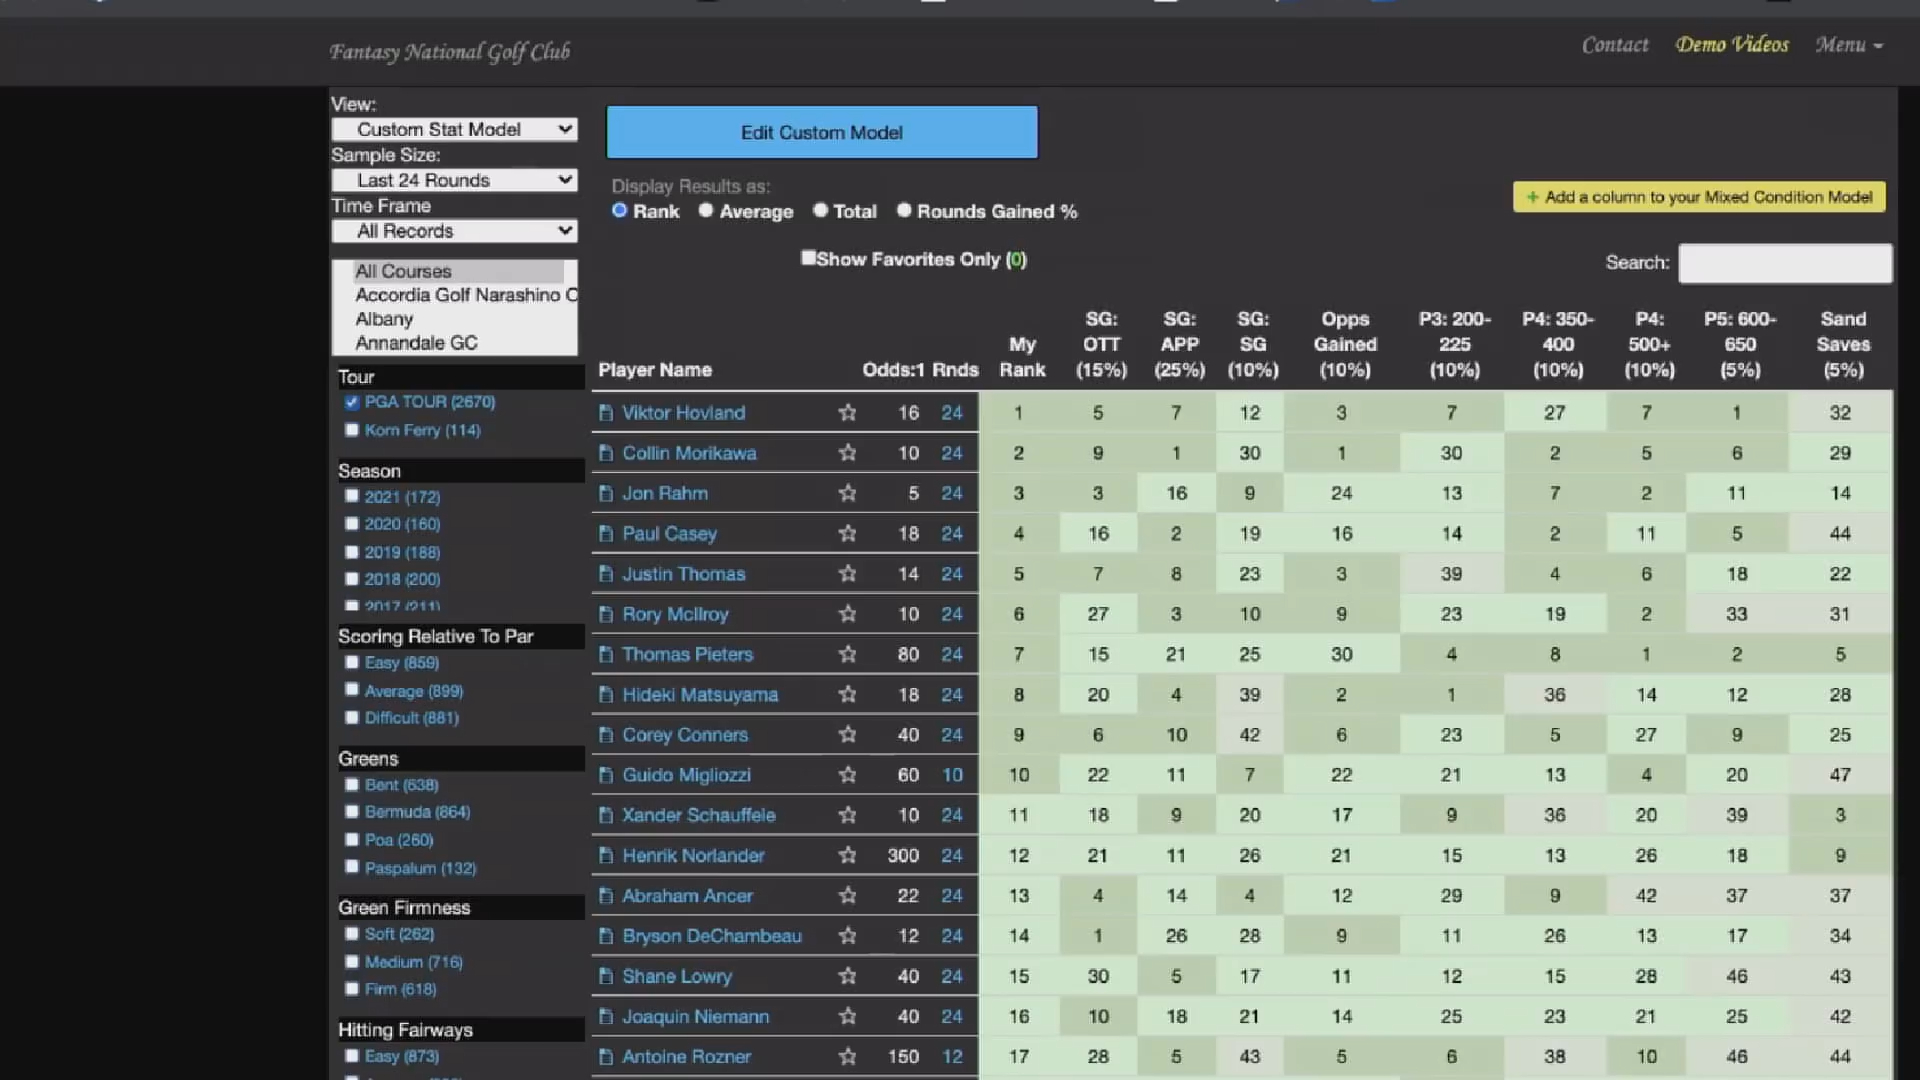 Fantasy National Golf Club
Contact Demo Videos Menu
View:
Custom Stat Model
Sample Size:
Last 24 Rounds
Time Frame
All Records
All Courses
Accordia Golf Narashino C
Albany
Annandale GC
Tour
PGA TOUR (2670)
Korn Ferry (114)
Season
2021 (172)
2020 (160)
2019 (188)
2018 (200)
2017 (211)
Scoring Relative To Par
Easy (859)
Average (899)
Difficult (881)
Greens
Bent (638)
Bermuda (864)
Poa (260)
Paspalum (132)
Green Firmness
Soft (262)
Medium (716)
Firm (618)
Hitting Fairways
Easy (873)
Edit Custom Model
Display Results as:
Rank Average Total Rounds Gained %
+ Add a column to your Mixed Condition Model
Show Favorites Only (0)
Search:
Player Name Odds:1 Rnds My Rank SG: OTT (15%) SG: APP (25%) SG: SG (10%) Opps Gained (10%) P3: 200-225 (10%) P4: 350-400 (10%) P4: 500+ (10%) P5: 600-650 (5%) Sand Saves (5%)
Viktor Hovland 16 24 1 5 7 12 3 7 27 7 1 32
Collin Morikawa 10 24 2 9 1 30 1 30 2 5 6 29
Jon Rahm 5 24 3 3 16 9 24 13 7 2 11 14
Paul Casey 18 24 4 16 2 19 16 14 2 11 5 44
Justin Thomas 14 24 5 7 8 23 3 39 4 6 18 22
Rory McIlroy 10 24 6 27 3 10 9 23 19 2 33 31
Thomas Pieters 80 24 7 15 21 25 30 4 8 1 2 5
Hideki Matsuyama 18 24 8 20 4 39 2 1 36 14 12 28
Corey Conners 40 24 9 6 10 42 6 23 5 27 9 25
Guido Migliozzi 60 10 10 22 11 7 22 21 13 4 20 47
Xander Schauffele 10 24 11 18 9 20 17 9 36 20 39 3
Henrik Norlander 300 24 12 21 11 26 21 15 13 26 18 9
Abraham Ancer 22 24 13 4 14 4 12 29 9 42 37 37
Bryson DeChambeau 12 24 14 1 26 28 9 11 26 13 17 34
Shane Lowry 40 24 15 30 5 17 11 12 15 28 46 43
Joaquin Niemann 40 24 16 10 18 21 14 25 23 21 25 42
Antoine Rozner 150 12 17 28 5 43 5 6 38 10 46 44